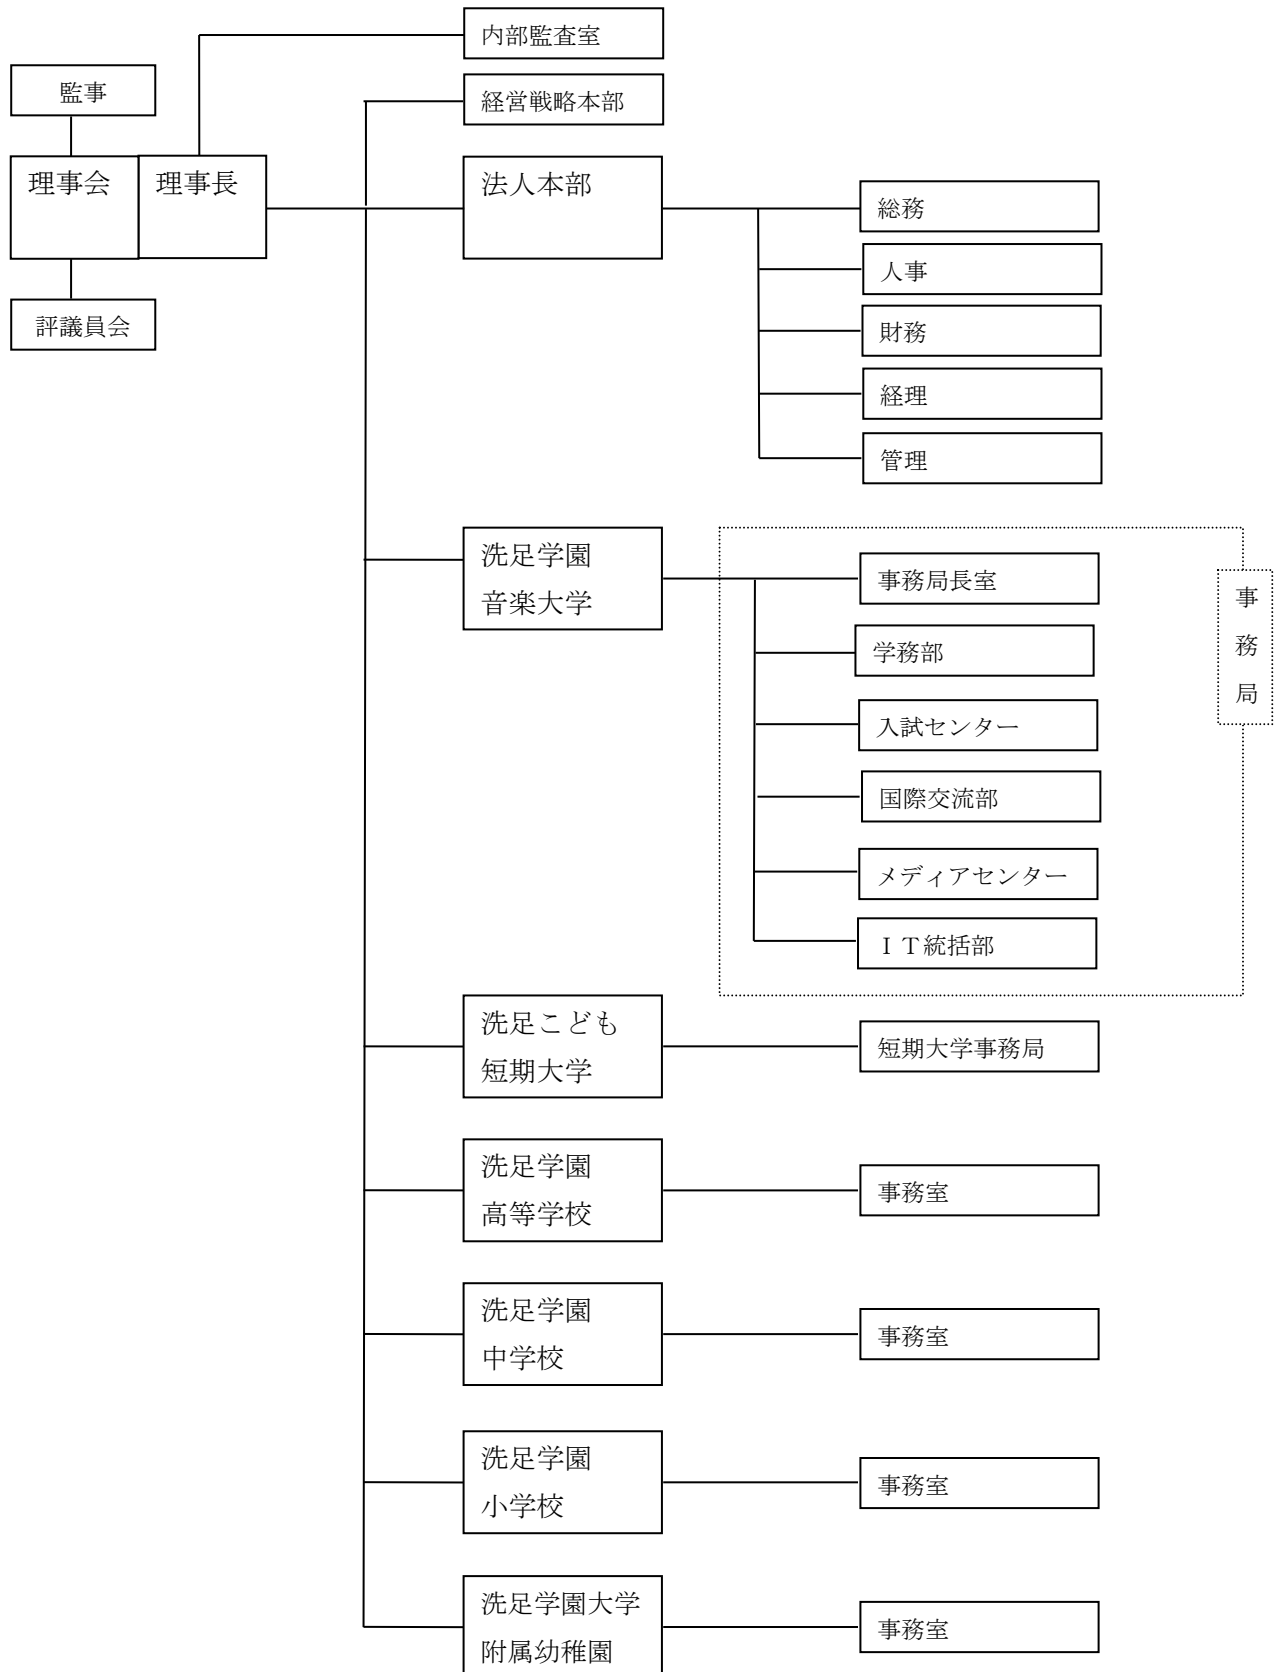 内部監査室
監事
経営戦略本部
理事会
理事長
法人本部
評議員会
総務
人事
財務
経理
管理
洗足学園
音楽大学
事務局長室
学務部
入試センター
国際交流部
メディアセンター
ＩＴ統括部
事
務
局
洗足こども
短期大学
短期大学事務局
洗足学園
高等学校
事務室
洗足学園
中学校
事務室
洗足学園
小学校
事務室
洗足学園大学
附属幼稚園
事務室